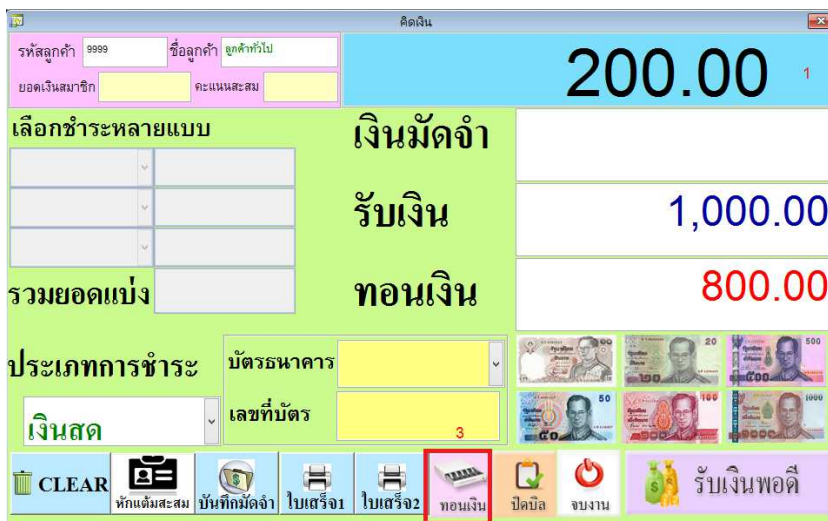 คิดเงิน
รหัสลูกค้า 9999 ชื่อลูกค้า ลูกค้าทั่วไป
ยอดเงินสมาชิก คะแนนสะสม
200.00 1
เลือกชำระหลายแบบ
เงินมัดจำ
รับเงิน 1,000.00
รวมยอดแบ่ง
ทอนเงิน 800.00
ประเภทการชำระ
เงินสด
บัตรธนาคาร
เลขที่บัตร 3
20 500
50 100 1000
CLEAR หักแต้มสะสม บันทึกมัดจำ ใบเสร็จ1 ใบเสร็จ2 ทอนเงิน ปิดบิล จบงาน รับเงินพอดี